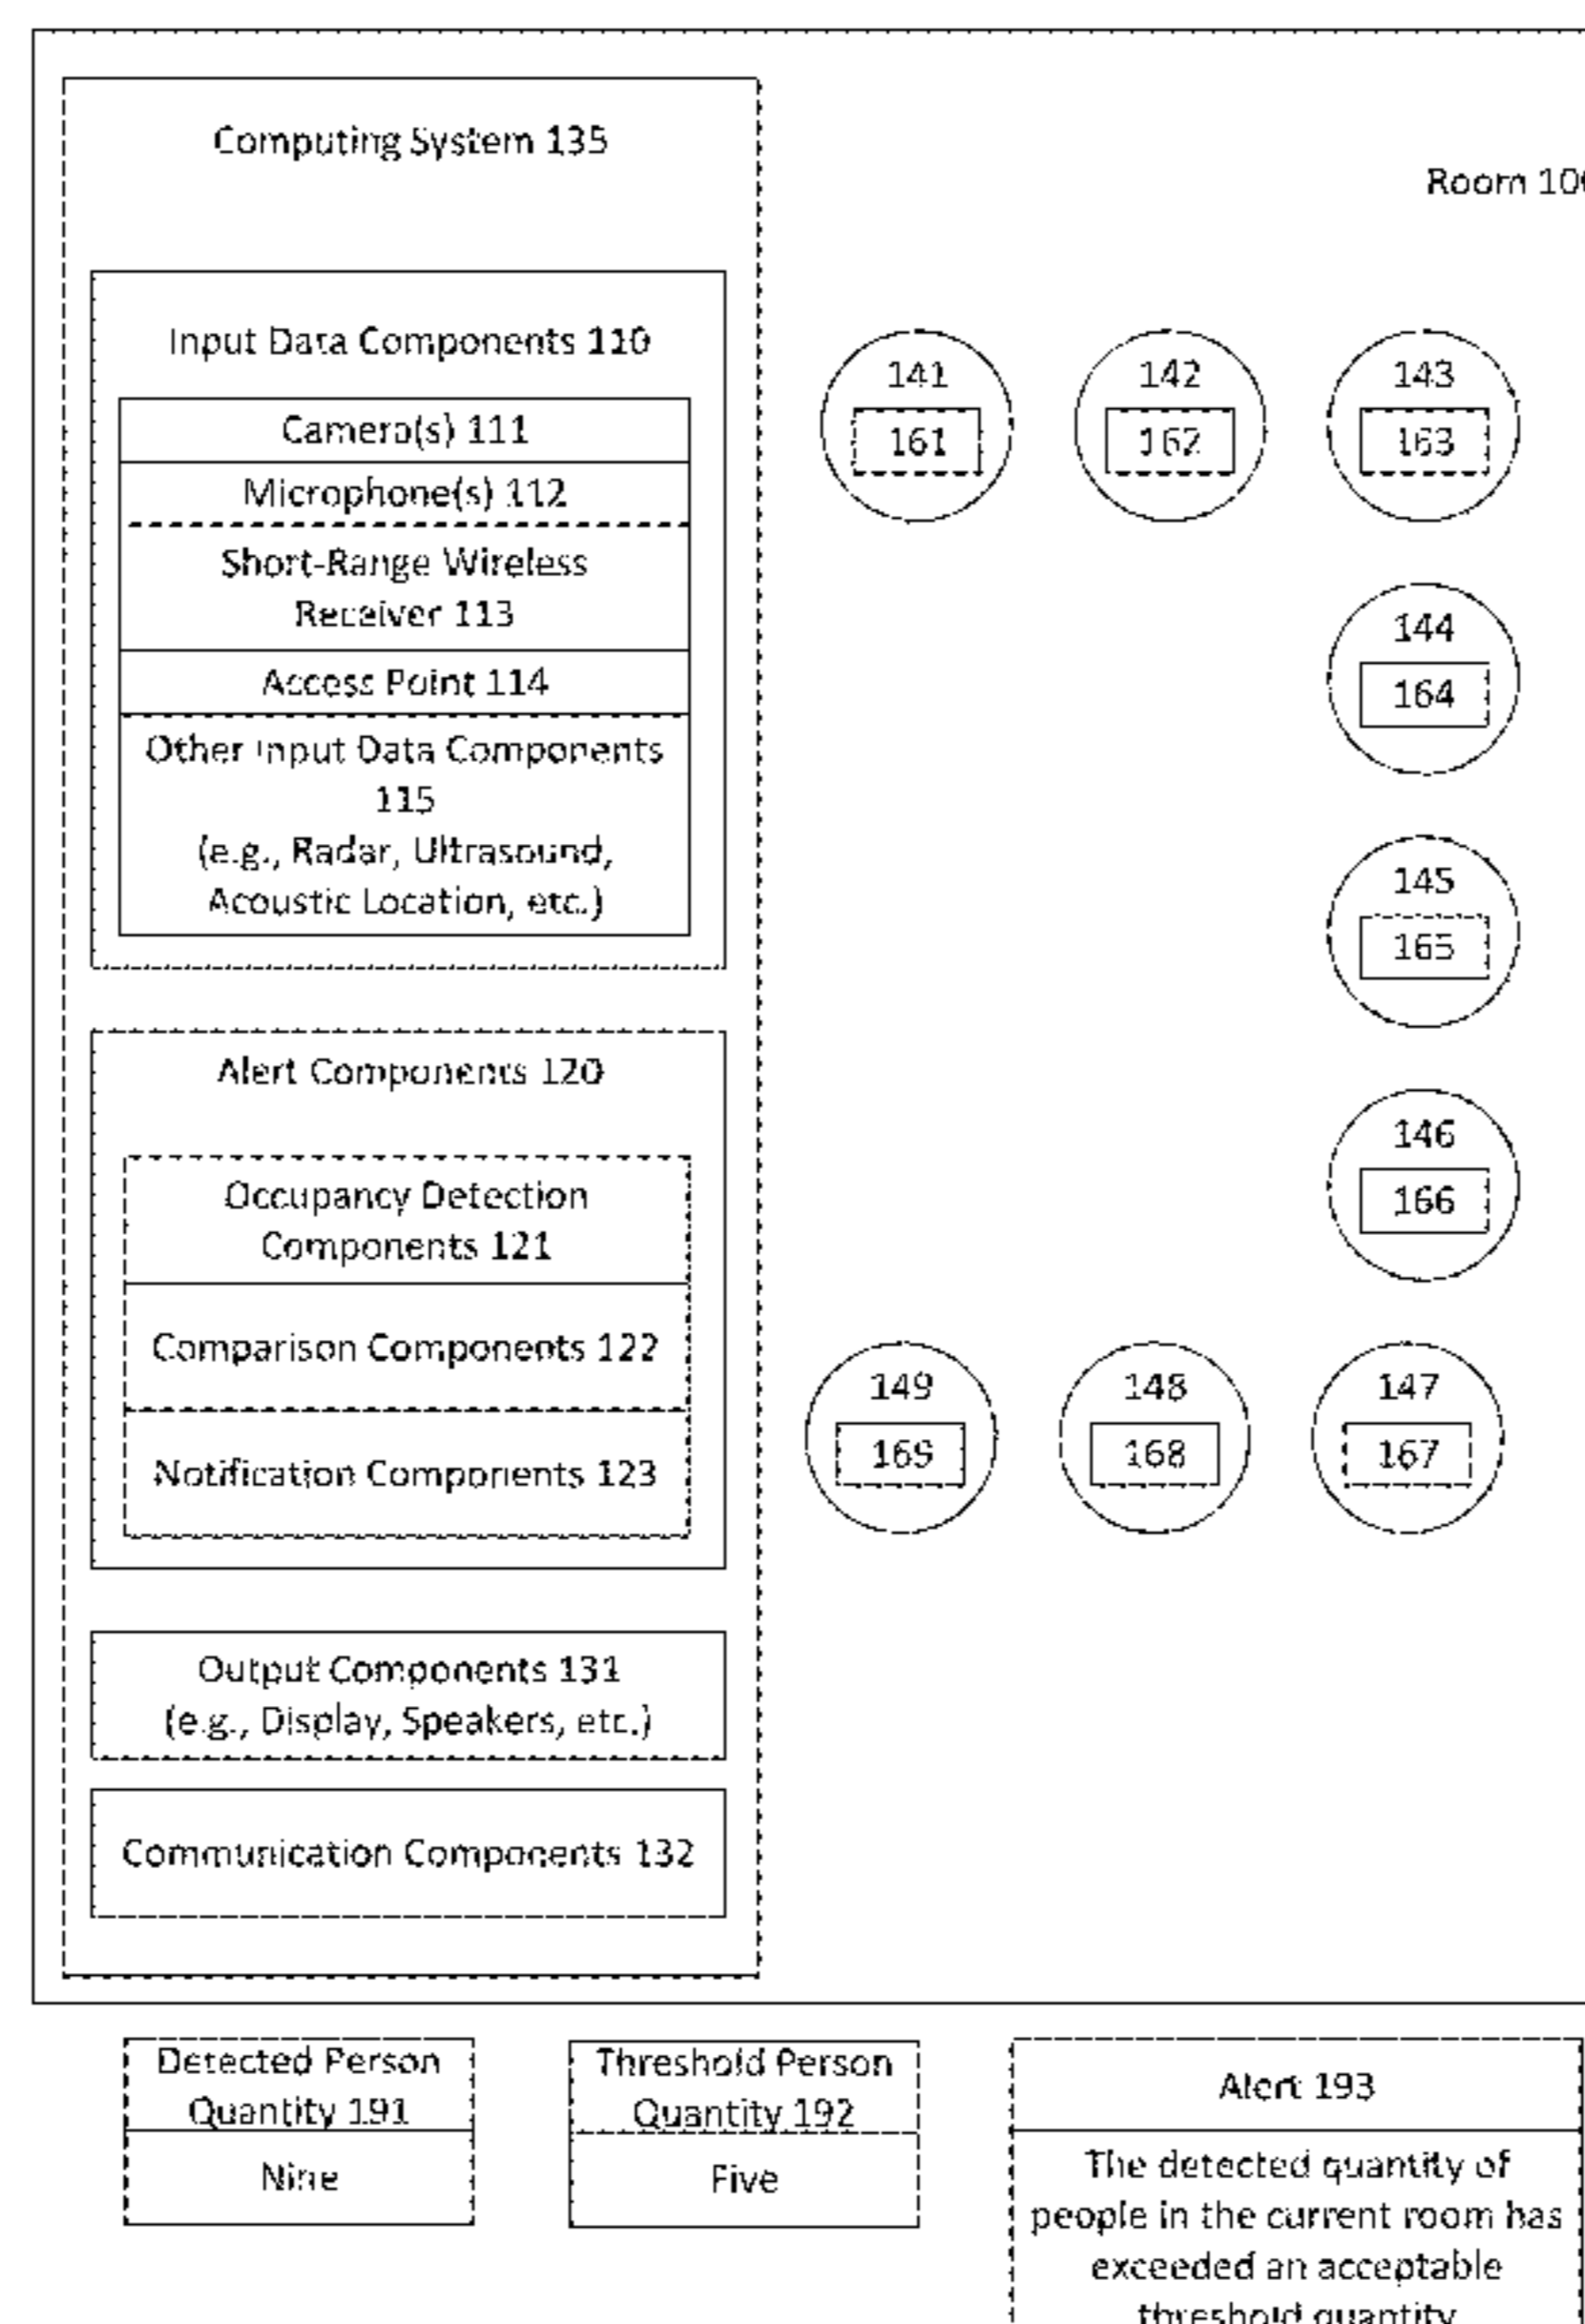 Computing System 135
Room 10
Input Data Components 110
Camera(s) 111
Microphone(s) 112
Short-Range Wireless
Receiver 113
Access Point 114
Other Input Data Components
115
(e.g., Radar, Ultrasound,
Acoustic Location, etc.)
141
161
142
162
143
163
144
164
145
165
146
166
149
169
148
168
147
167
Alert Components 120
Occupancy Detection
Components 121
Comparison Components 122
Notification Components 123
Output Components 131
(e.g., Display, Speakers, etc.)
Communication Components 132
Detected Person
Quantity 191
Nine
Threshold Person
Quantity 192
Five
Alert 193
The detected quantity of
people in the current room has
exceeded an acceptable
threshold quantity